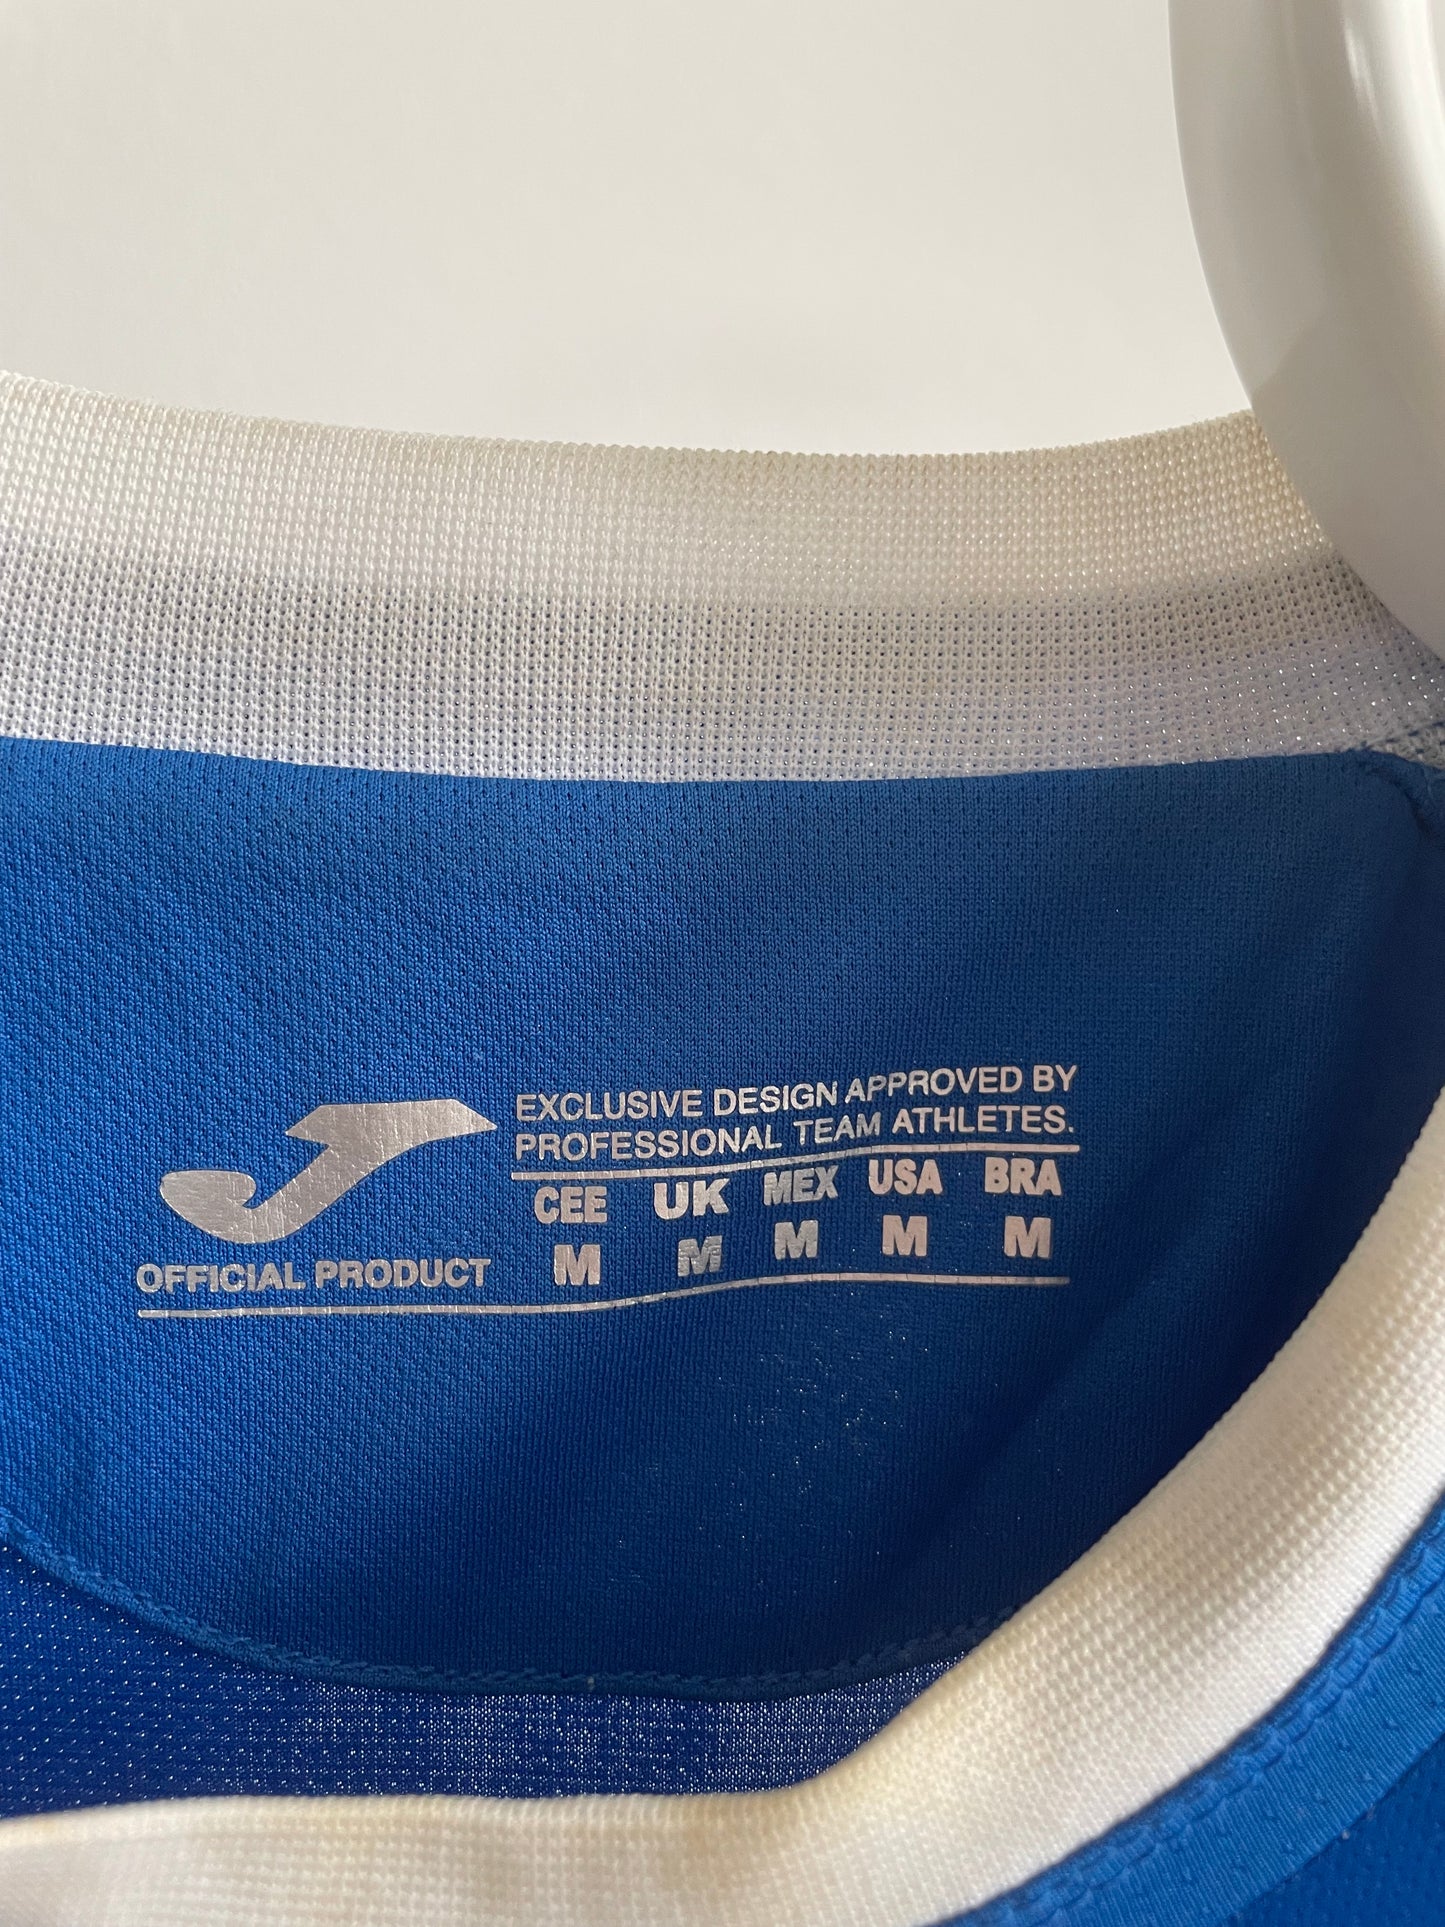 EXCLUSIVE DESIGN APPROVED BY
PROFESSIONAL TEAM ATHLETES.
CEE UK MEX USA BRA
M M M M M
OFFICIAL PRODUCT